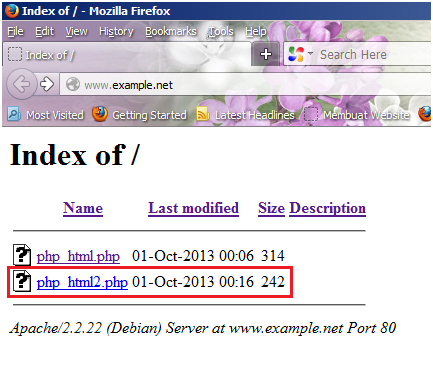 Index of / - Mozilla Firefox
File Edit View History Bookmarks Tools Help
Index of /
www.example.net
Search Here
Most Visited Getting Started Latest Headlines Membuat Website
Index of /
Name Last modified Size Description
php_html.php 01-Oct-2013 00:06 314
php_html2.php 01-Oct-2013 00:16 242
Apache/2.2.22 (Debian) Server at www.example.net Port 80